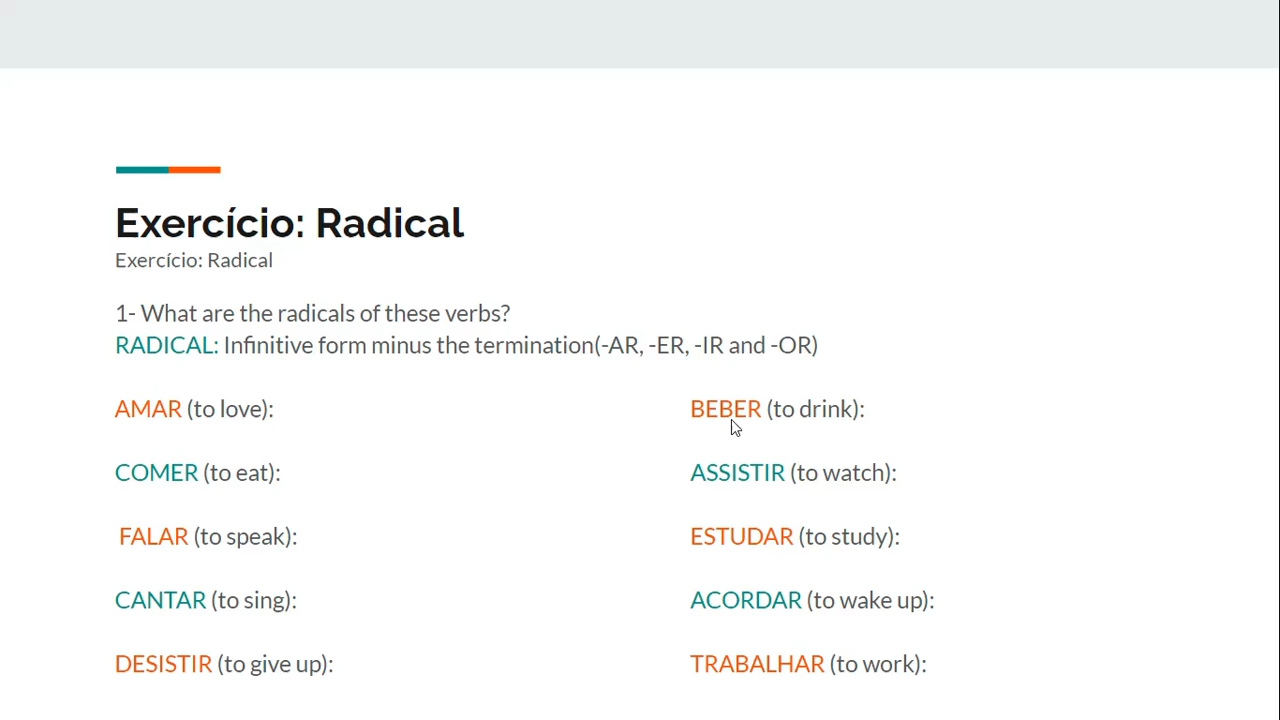 Exercício: Radical
Exercício: Radical
1- What are the radicals of these verbs?
RADICAL: Infinitive form minus the termination(-AR, -ER, -IR and -OR)
AMAR (to love):
BEBER (to drink):
COMER (to eat):
ASSISTIR (to watch):
FALAR (to speak):
ESTUDAR (to study):
CANTAR (to sing):
ACORDAR (to wake up):
DESISTIR (to give up):
TRABALHAR (to work):